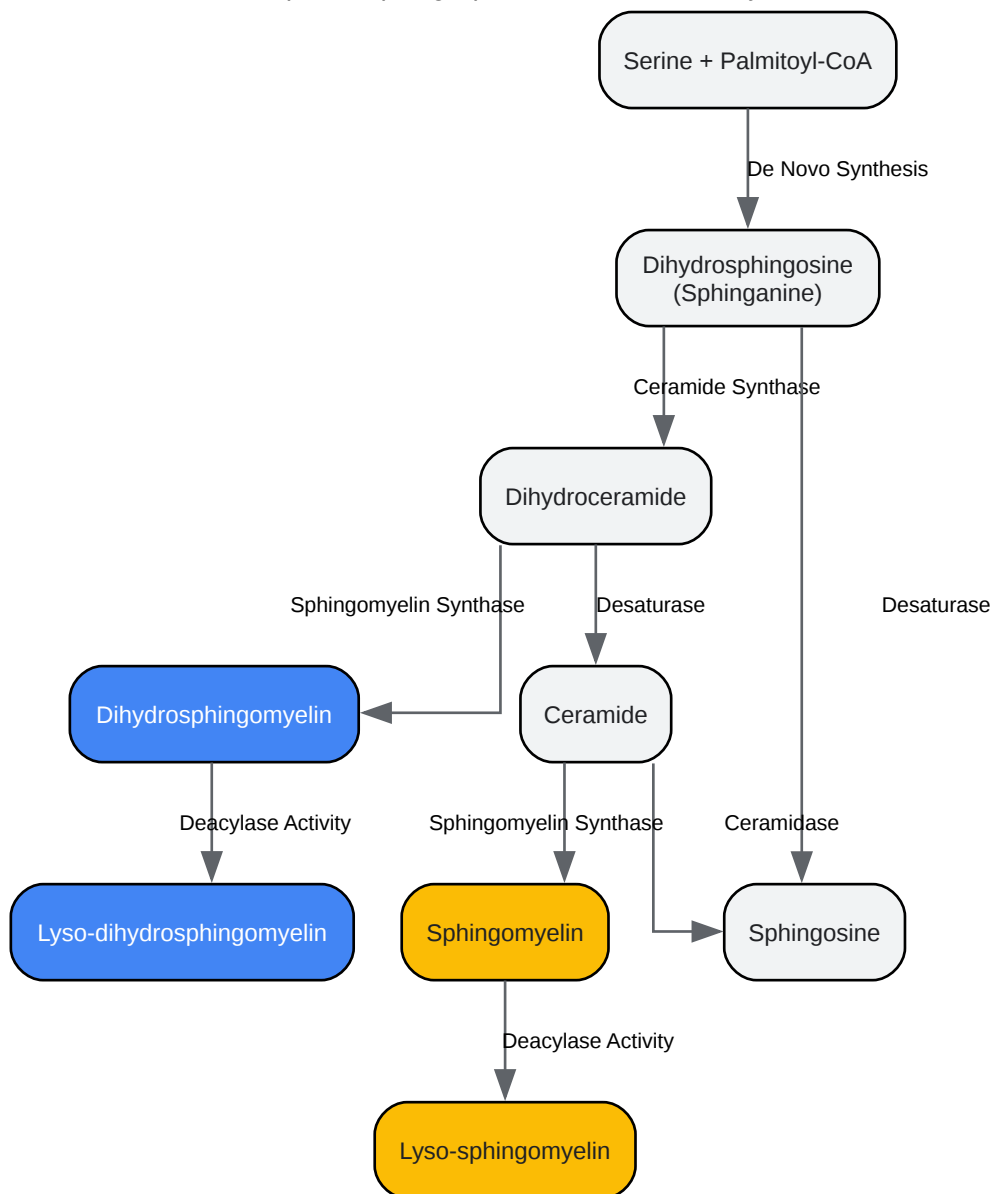 Serine + Palmitoyl-CoA
De Novo Synthesis
Dihydrosphingosine
(Sphinganine)
Ceramide Synthase
Dihydroceramide
Sphingomyelin Synthase
Desaturase
Desaturase
Dihydrosphingomyelin
Ceramide
Deacylase Activity
Sphingomyelin Synthase
Ceramidase
Lyso-dihydrosphingomyelin
Sphingomyelin
Sphingosine
Deacylase Activity
Lyso-sphingomyelin